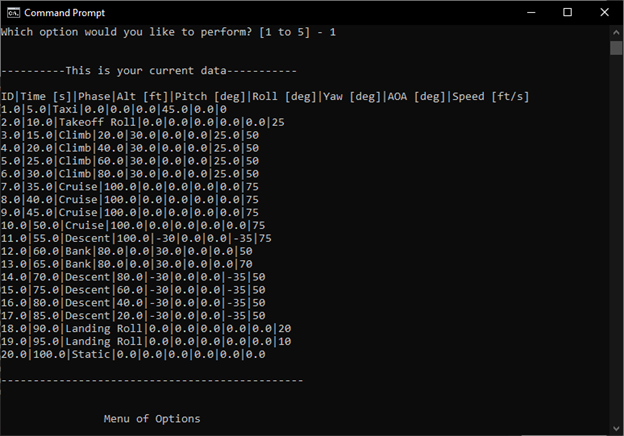 Command Prompt
Which option would you like to perform? [1 to 5] - 1
----------This is your current data-----------
ID|Time [s]|Phase|Alt [ft]|Pitch [deg]|Roll [deg]|Yaw [deg]|AOA [deg]|Speed [ft/s]
1.0|5.0|Taxi|0.0|0.0|0.0|45.0|0.0|0
2.0|10.0|Takeoff Roll|0.0|0.0|0.0|0.0|0.0|25
3.0|15.0|Climb|20.0|30.0|0.0|0.0|25.0|50
4.0|20.0|Climb|40.0|30.0|0.0|0.0|25.0|50
5.0|25.0|Climb|60.0|30.0|0.0|0.0|25.0|50
6.0|30.0|Climb|80.0|30.0|0.0|0.0|25.0|50
7.0|35.0|Cruise|100.0|0.0|0.0|0.0|0.0|75
8.0|40.0|Cruise|100.0|0.0|0.0|0.0|0.0|75
9.0|45.0|Cruise|100.0|0.0|0.0|0.0|0.0|75
10.0|50.0|Cruise|100.0|0.0|0.0|0.0|0.0|75
11.0|55.0|Descent|100.0|-30|0.0|0.0|-35|75
12.0|60.0|Bank|80.0|0.0|30.0|0.0|0.0|50
13.0|65.0|Bank|80.0|0.0|30.0|0.0|0.0|70
14.0|70.0|Descent|80.0|-30|0.0|0.0|-35|50
15.0|75.0|Descent|60.0|-30|0.0|0.0|-35|50
16.0|80.0|Descent|40.0|-30|0.0|0.0|-35|50
17.0|85.0|Descent|20.0|-30|0.0|0.0|-35|50
18.0|90.0|Landing Roll|0.0|0.0|0.0|0.0|0.0|20
19.0|95.0|Landing Roll|0.0|0.0|0.0|0.0|0.0|10
20.0|100.0|Static|0.0|0.0|0.0|0.0|0.0|0.0
----------------------------------------------
Menu of Options